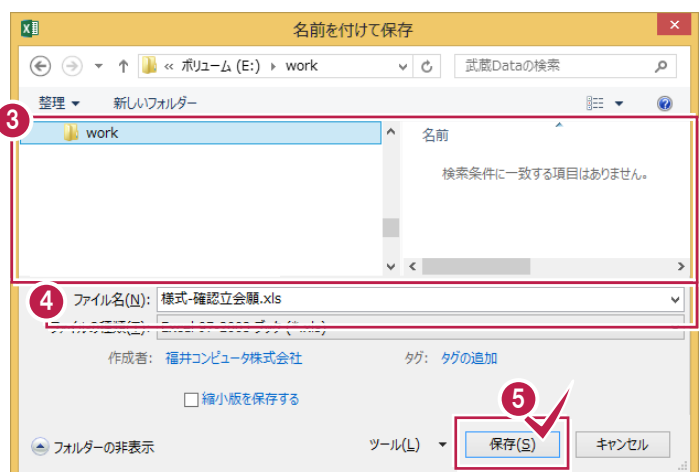 名前を付けて保存
« ボリューム (E:) ▸ work
武蔵Dataの検索
整理 ▼ 新しいフォルダー
3
work
名前
検索条件に一致する項目はありません。
4
ファイル名(N): 様式-確認立会願.xls
作成者: 福井コンピュータ株式会社 タグ: タグの追加
縮小版を保存する
5
フォルダーの非表示
ツール(L) ▼ 保存(S) キャンセル